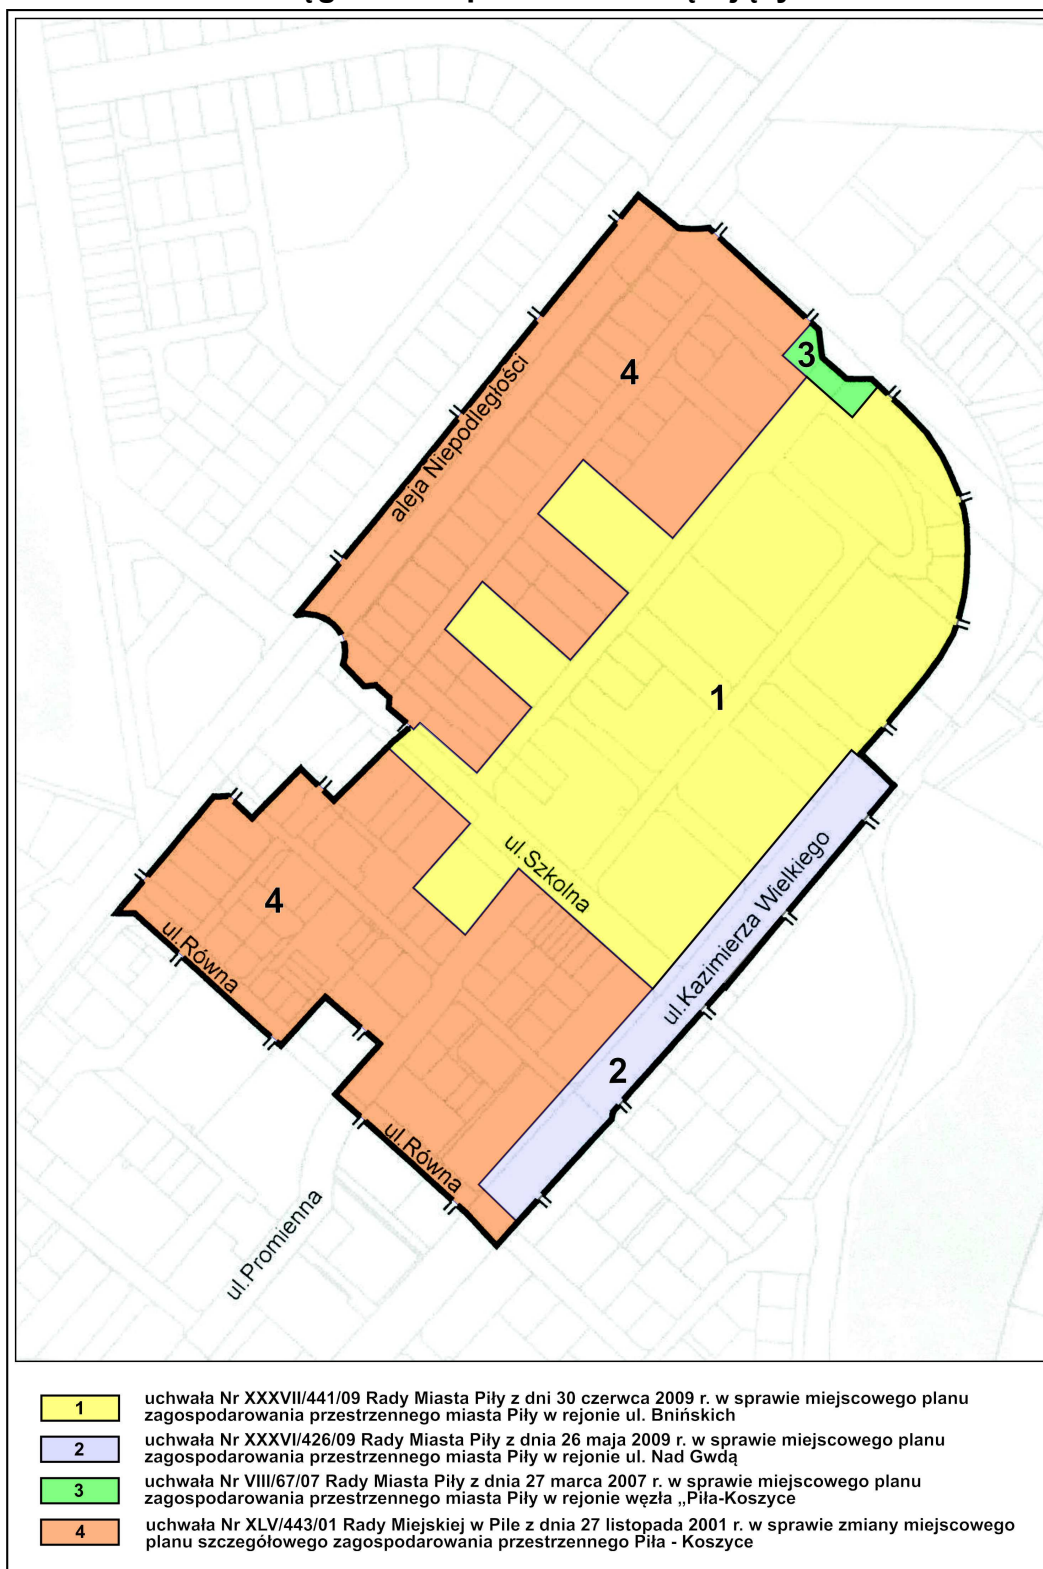 3
4
aleja Niepodległości
1
ul.Szkolna
ul.Kazimierza Wielkiego
4
ul.Równa
2
ul.Równa
ul.Promienna
1 uchwała Nr XXXVII/441/09 Rady Miasta Piły z dni 30 czerwca 2009 r. w sprawie miejscowego planu
zagospodarowania przestrzennego miasta Piły w rejonie ul. Bnińskich
2 uchwała Nr XXXVI/426/09 Rady Miasta Piły z dnia 26 maja 2009 r. w sprawie miejscowego planu
zagospodarowania przestrzennego miasta Piły w rejonie ul. Nad Gwdą
3 uchwała Nr VIII/67/07 Rady Miasta Piły z dnia 27 marca 2007 r. w sprawie miejscowego planu
zagospodarowania przestrzennego miasta Piły w rejonie węzła „Piła-Koszyce
4 uchwała Nr XLV/443/01 Rady Miejskiej w Pile z dnia 27 listopada 2001 r. w sprawie zmiany miejscowego
planu szczegółowego zagospodarowania przestrzennego Piła - Koszyce